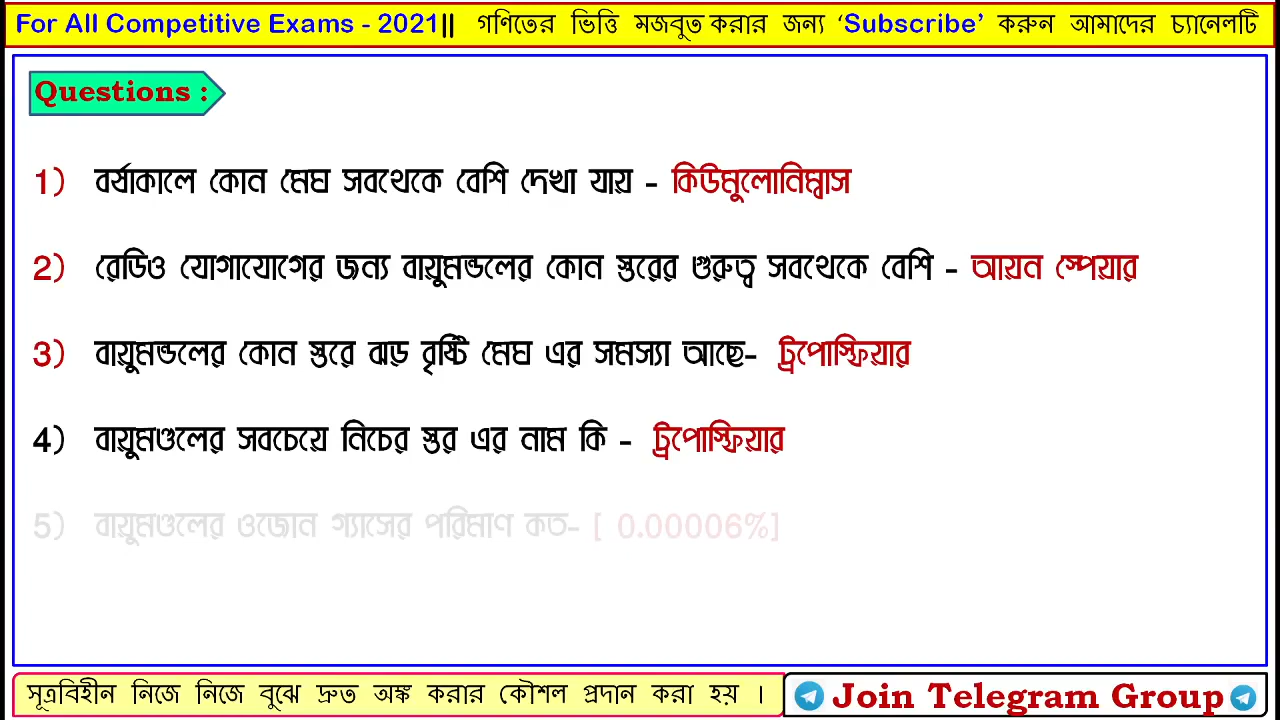 For All Competitive Exams - 2021|| গণিতের ভিত্তি মজবুত করার জন্য ‘Subscribe’ করুন আমাদের চ্যানেলটি
Questions :
1) বর্ষাকালে কোন মেঘ সবথেকে বেশি দেখা যায় - কিউমুলোনিম্বাস
2) রেডিও যোগাযোগের জন্য বায়ুমন্ডলের কোন স্তরের গুরুত্ব সবথেকে বেশি - আয়ন স্পেয়ার
3) বায়ুমন্ডলের কোন স্তরে ঝড় বৃষ্টি মেঘ এর সমস্যা আছে- ট্রপোস্ফিয়ার
4) বায়ুমণ্ডলের সবচেয়ে নিচের স্তর এর নাম কি - ট্রপোস্ফিয়ার
5) বায়ুমণ্ডলের ওজোন গ্যাসের পরিমাণ কত- [ 0.00006%]
সূত্রবিহীন নিজে নিজে বুঝে দ্রুত অঙ্ক করার কৌশল প্রদান করা হয় ।
Join Telegram Group